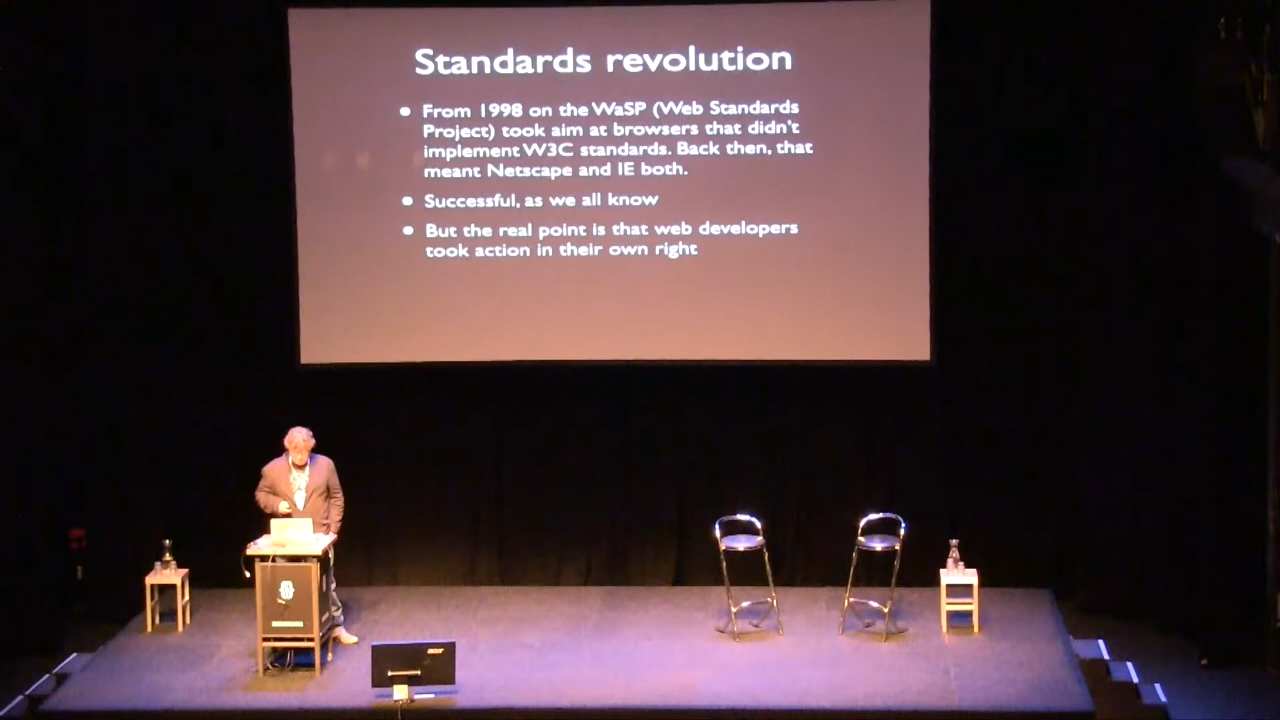 Standards revolution
From 1998 on the WaSP (Web Standards
Project) took aim at browsers that didn't
implement W3C standards. Back then, that
meant Netscape and IE both.
Successful, as we all know
But the real point is that web developers
took action in their own right
acer